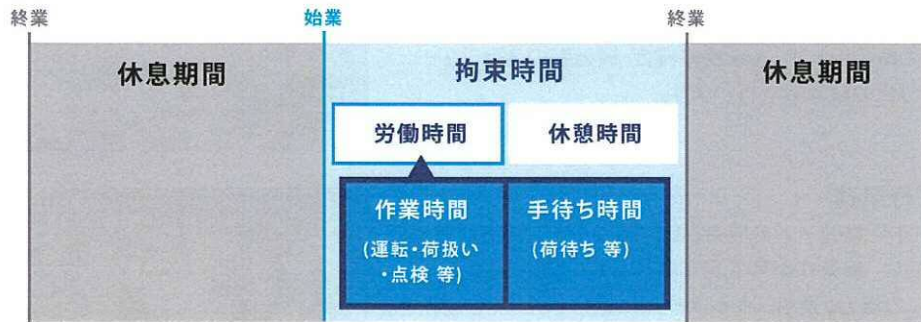 終業
始業
終業
休息期間
拘束時間
休息期間
労働時間
休憩時間
作業時間
(運転・荷扱い
・点検 等)
手待ち時間
(荷待ち 等)